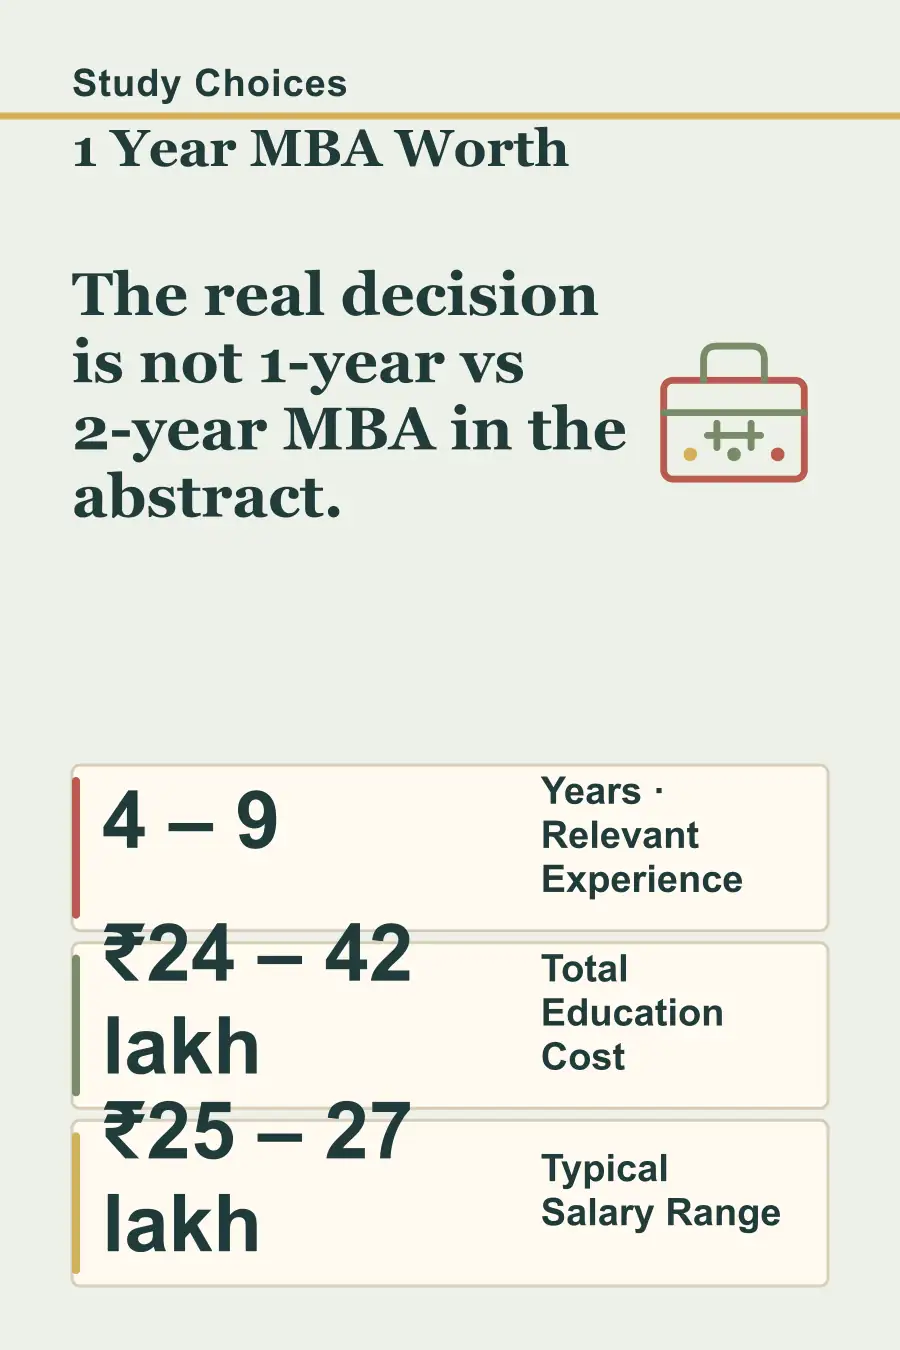 Study Choices
1 Year MBA Worth
The real decision
is not 1-year vs
2-year MBA in the
abstract.
4 – 9
Years ·
Relevant
Experience
₹24 – 42
lakh
Total
Education
Cost
₹25 – 27
lakh
Typical
Salary Range